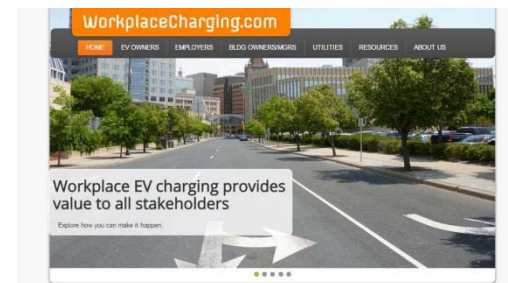 WorkplaceCharging.com
HOME EV OWNERS EMPLOYERS BLDG OWNERS/MGRS UTILITIES RESOURCES ABOUT US
Workplace EV charging provides
value to all stakeholders
Explore how you can make it happen.